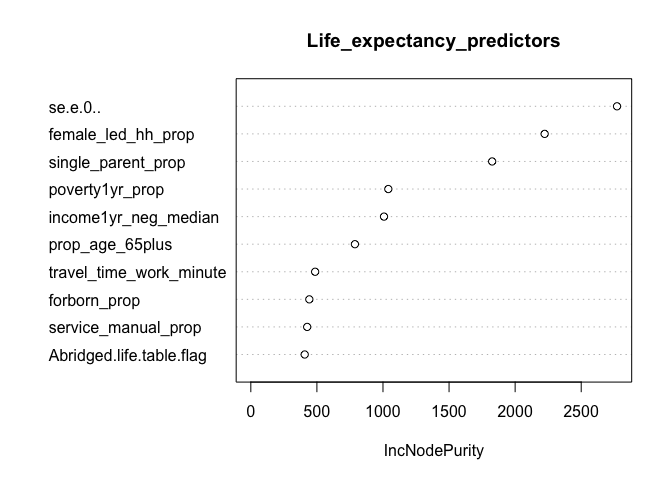 Life_expectancy_predictors
se.e.0..
female_led_hh_prop
single_parent_prop
poverty1yr_prop
income1yr_neg_median
prop_age_65plus
travel_time_work_minute
forborn_prop
service_manual_prop
Abridged.life.table.flag
0 500 1000 1500 2000 2500
IncNodePurity